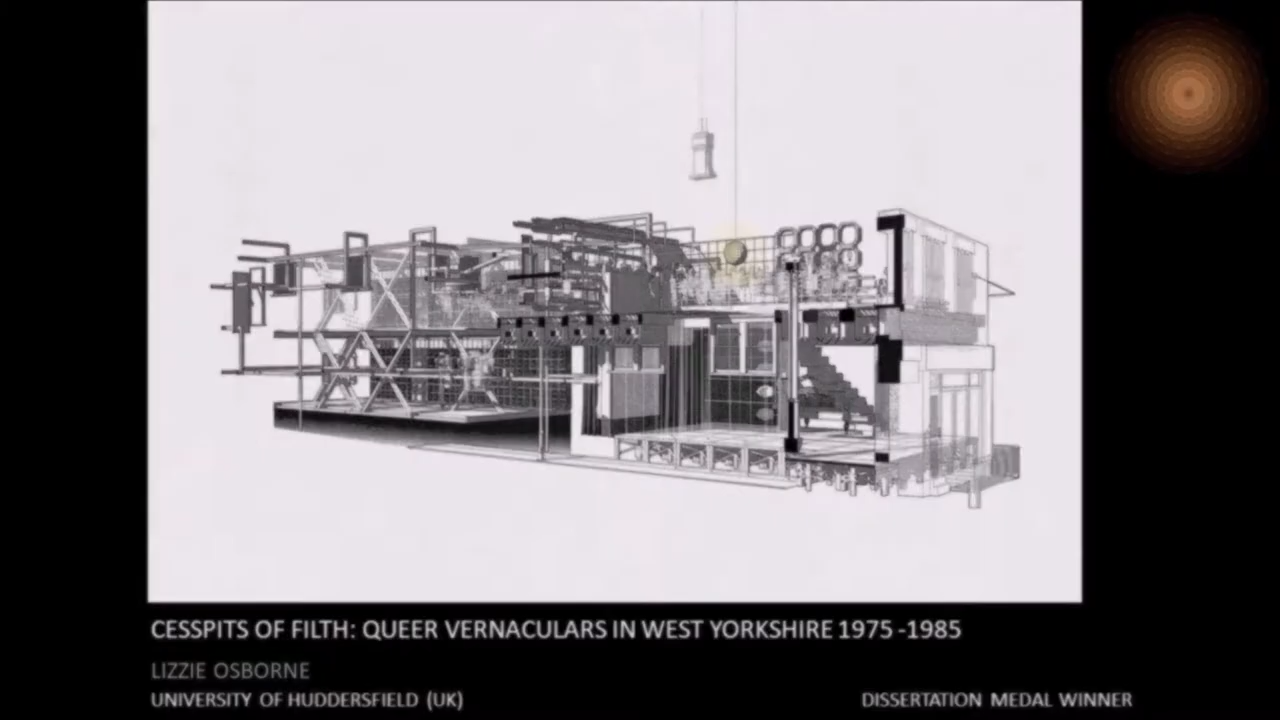 CESSPITS OF FILTH: QUEER VERNACULARS IN WEST YORKSHIRE 1975 -1985
LIZZIE OSBORNE
UNIVERSITY OF HUDDERSFIELD (UK)
DISSERTATION MEDAL WINNER